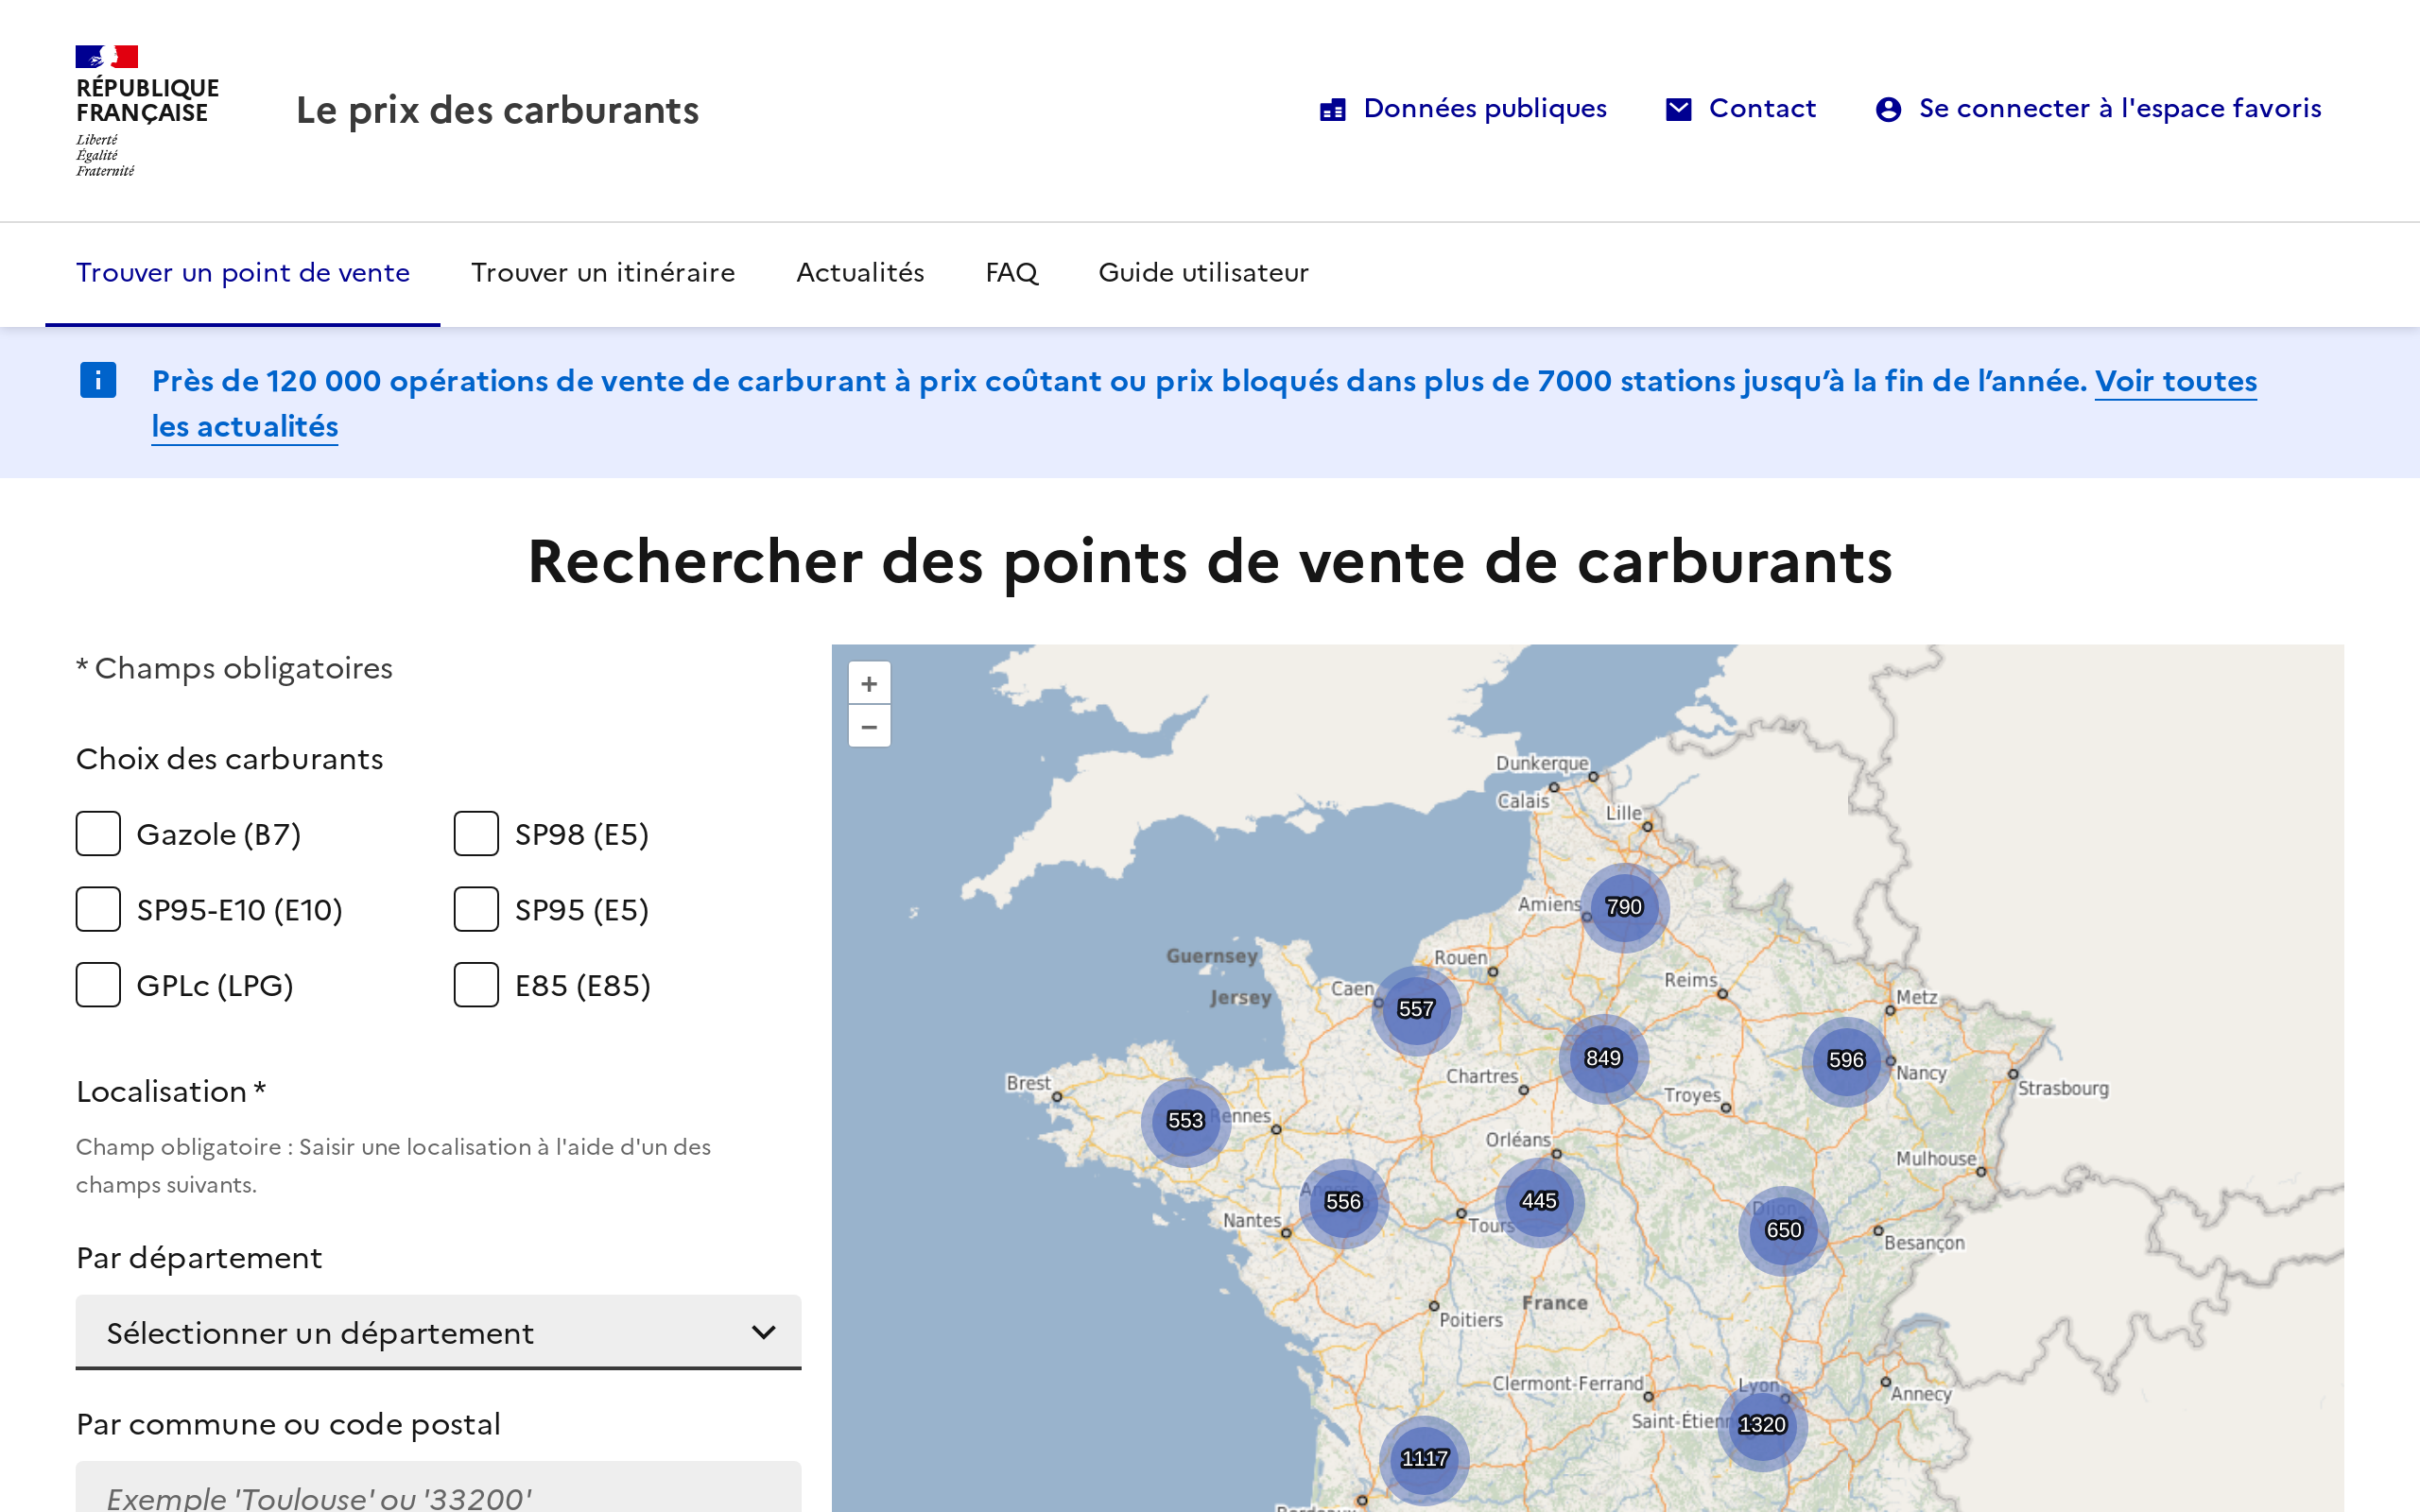 RÉPUBLIQUE
FRANÇAISE
Liberté
Égalité
Fraternité
Le prix des carburants
Données publiques
Contact
Se connecter à l'espace favoris
Trouver un point de vente
Trouver un itinéraire
Actualités
FAQ
Guide utilisateur
Près de 120 000 opérations de vente de carburant à prix coûtant ou prix bloqués dans plus de 7000 stations jusqu’à la fin de l’année. Voir toutes
les actualités
Rechercher des points de vente de carburants
* Champs obligatoires
Choix des carburants
Gazole (B7)
SP98 (E5)
SP95-E10 (E10)
SP95 (E5)
GPLc (LPG)
E85 (E85)
Localisation *
Champ obligatoire : Saisir une localisation à l'aide d'un des
champs suivants.
Par département
Sélectionner un département
Par commune ou code postal
Exemple 'Toulouse' ou '33200'
+
−
Dunkerque
Calais
Lille
Amiens
790
Guernsey
Rouen
Reims
Jersey
Caen
557
Metz
849
596
Brest
Chartres
Nancy
Strasbourg
Troyes
553
Rennes
Orléans
Mulhouse
Angers
556
445
Dijon
650
Nantes
Tours
Besançon
France
Poitiers
Clermont-Ferrand
Lyon
Annecy
1320
1117